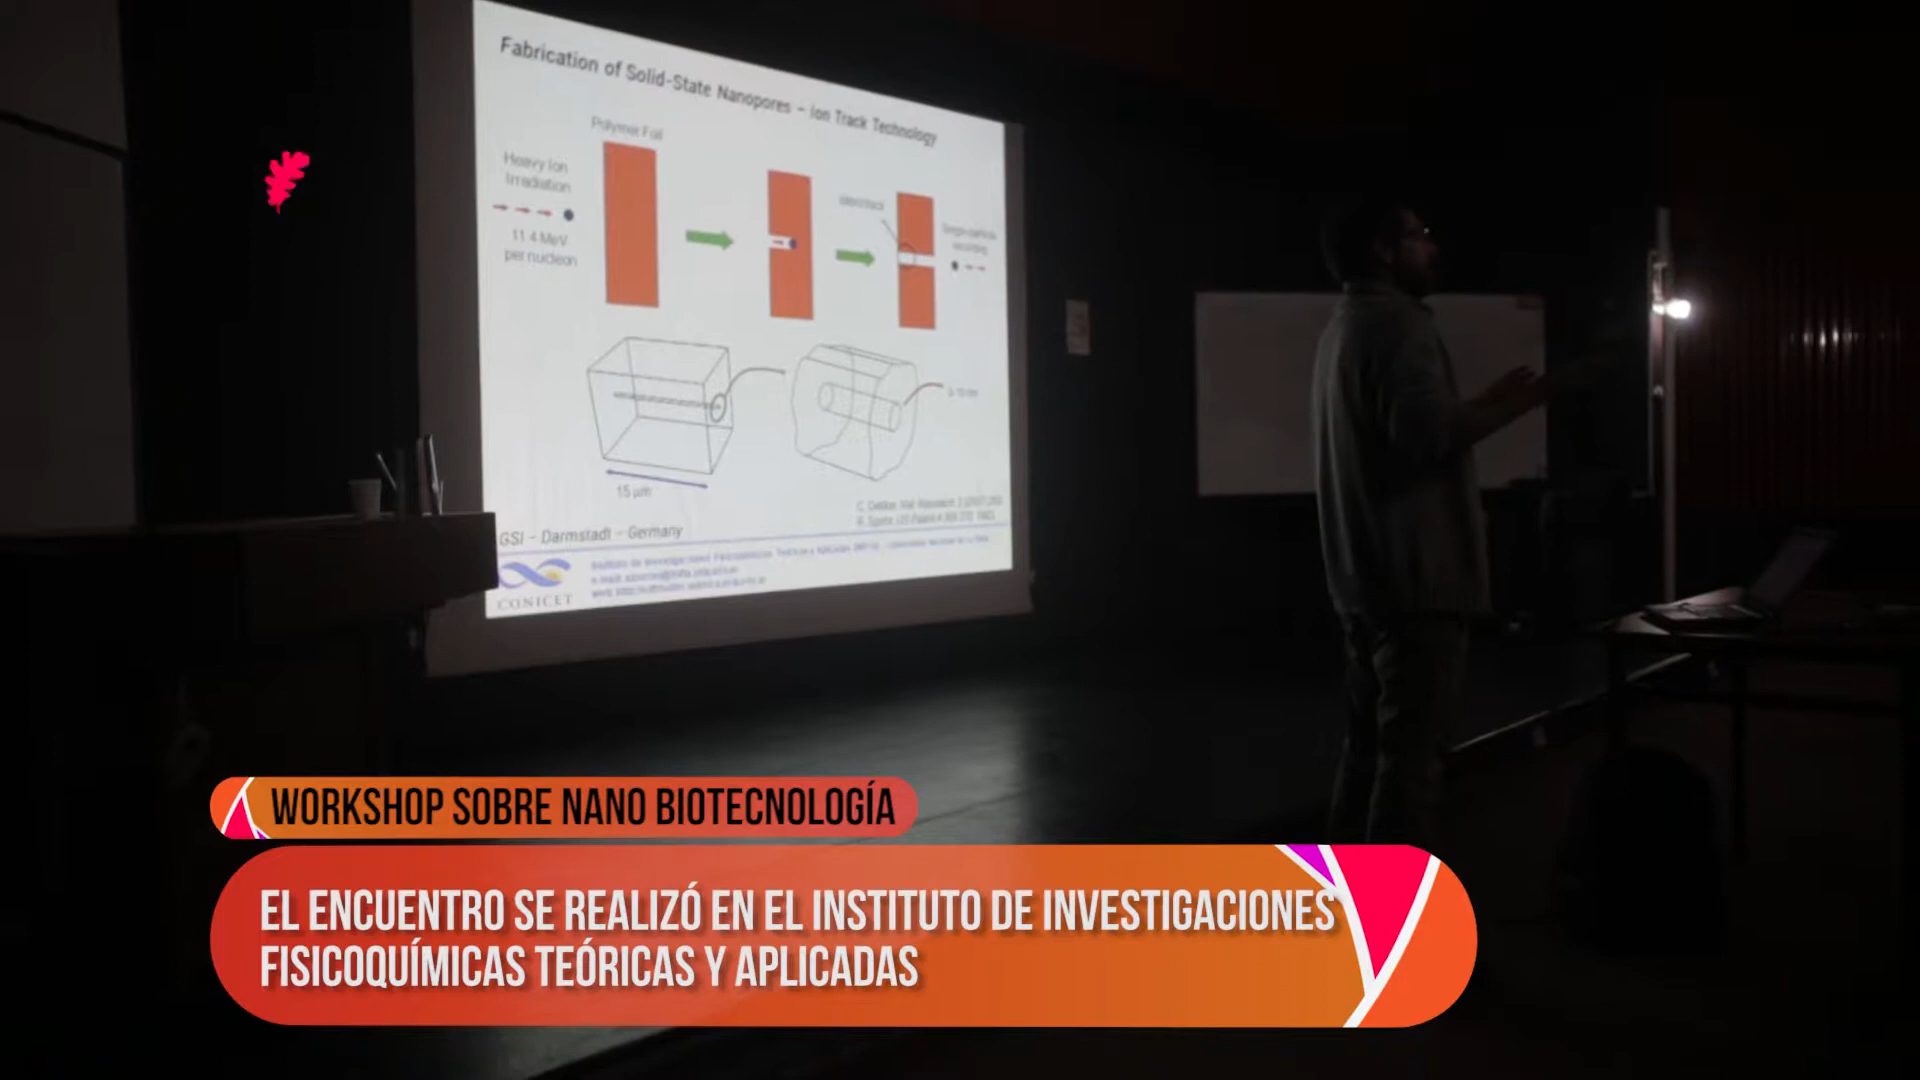 Fabrication of Solid-State Nanopores - Ion Track Technology
Polymer Foil
Heavy Ion
Irradiation
11.4 MeV
per nucleon
15 µm
GSI - Darmstadt - Germany
CONICET
WORKSHOP SOBRE NANO BIOTECNOLOGÍA
EL ENCUENTRO SE REALIZÓ EN EL INSTITUTO DE INVESTIGACIONES
FISICOQUÍMICAS TEÓRICAS Y APLICADAS